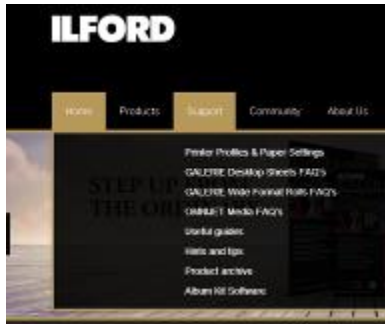 ILFORD
Home Products Support Community About Us
Printer Profiles & Paper Settings
GALERIE Desktop Sheets FAQ's
GALERIE Wide Format Rolls FAQ's
OMNIJET Media FAQ's
Useful guides
Hints and tips
Product archive
Album Kit Software
STEP UP
THE OR